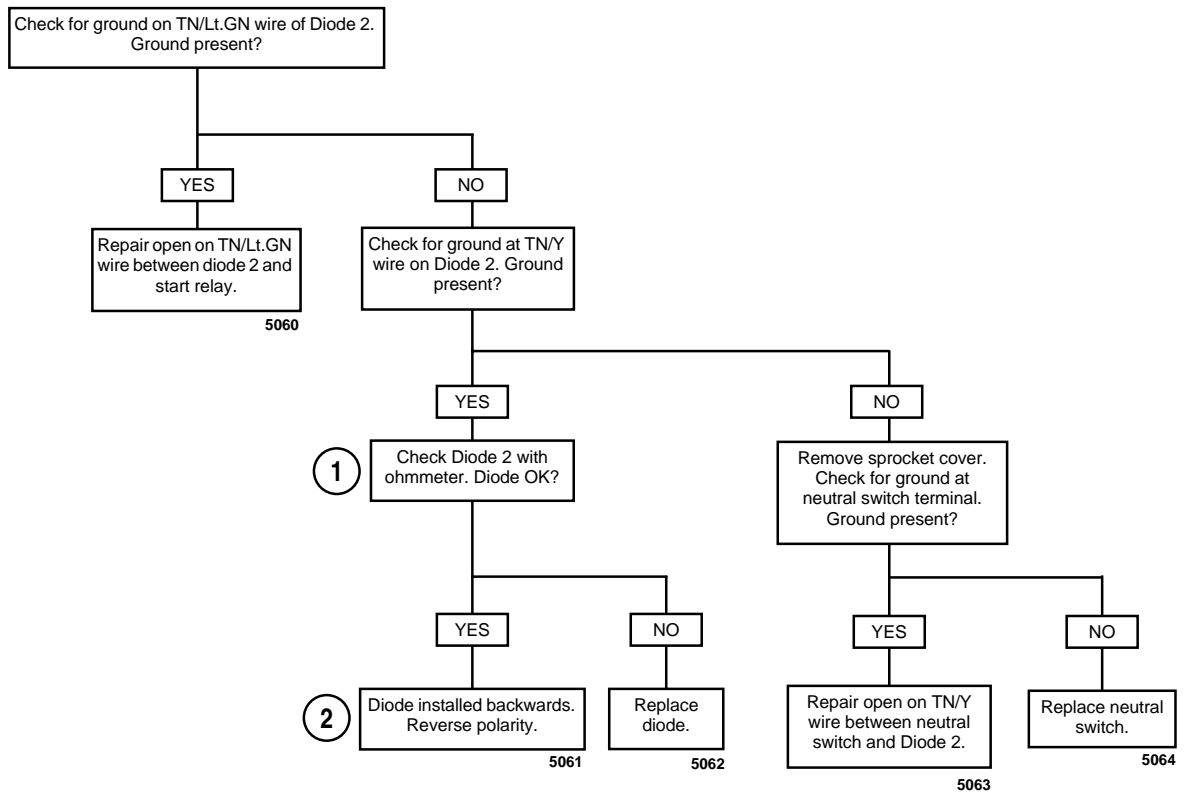 Check for ground on TN/Lt.GN wire of Diode 2.
Ground present?
YES
NO
Repair open on TN/Lt.GN
wire between diode 2 and
start relay.
5060
Check for ground at TN/Y
wire on Diode 2. Ground
present?
YES
NO
1
Check Diode 2 with
ohmmeter. Diode OK?
Remove sprocket cover.
Check for ground at
neutral switch terminal.
Ground present?
YES
NO
YES
NO
2
Diode installed backwards.
Reverse polarity.
5061
Replace
diode.
5062
Repair open on TN/Y
wire between neutral
switch and Diode 2.
5063
Replace neutral
switch.
5064